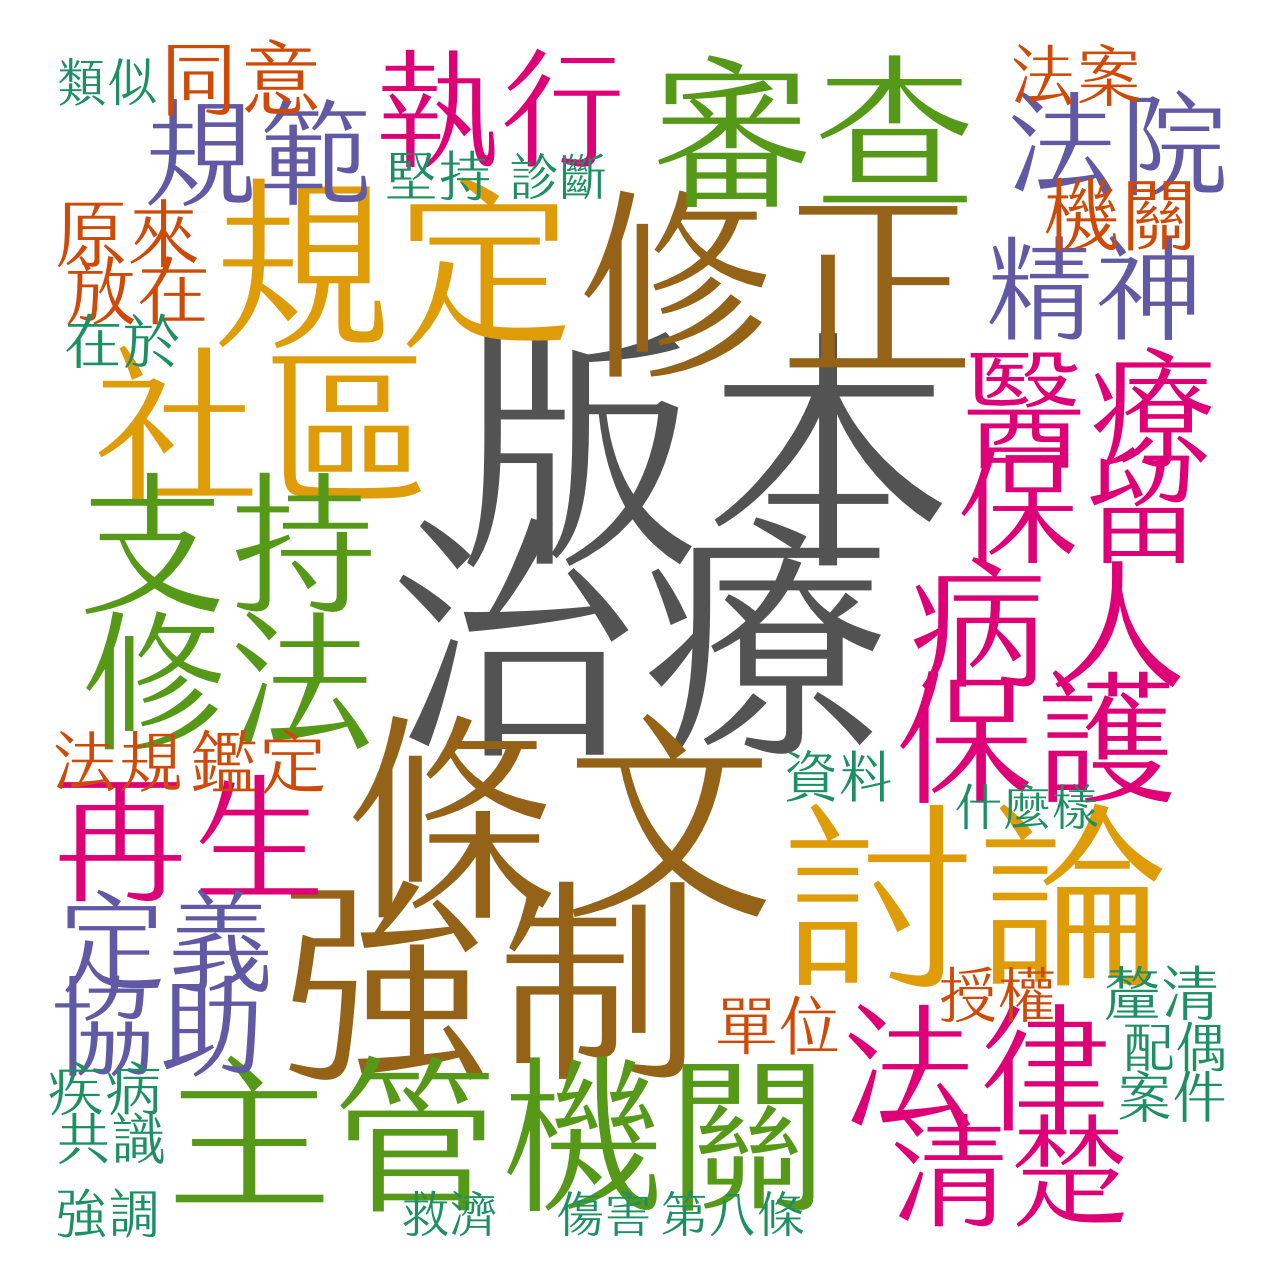 類似 同意 執行 審查 法案
規範 堅持 診斷 法院
原來 規定 修正 機關
放在 精神
在於 社區 版本 醫療
支持 保留
修法 治療 病人
法規 鑑定 保護
再生 條文 資料 什麼樣
定義 強制 討論
協助 單位 授權 釐清
疾病 主管機關 法律 配偶
共識 清楚 案件
強調 救濟 傷害 第八條